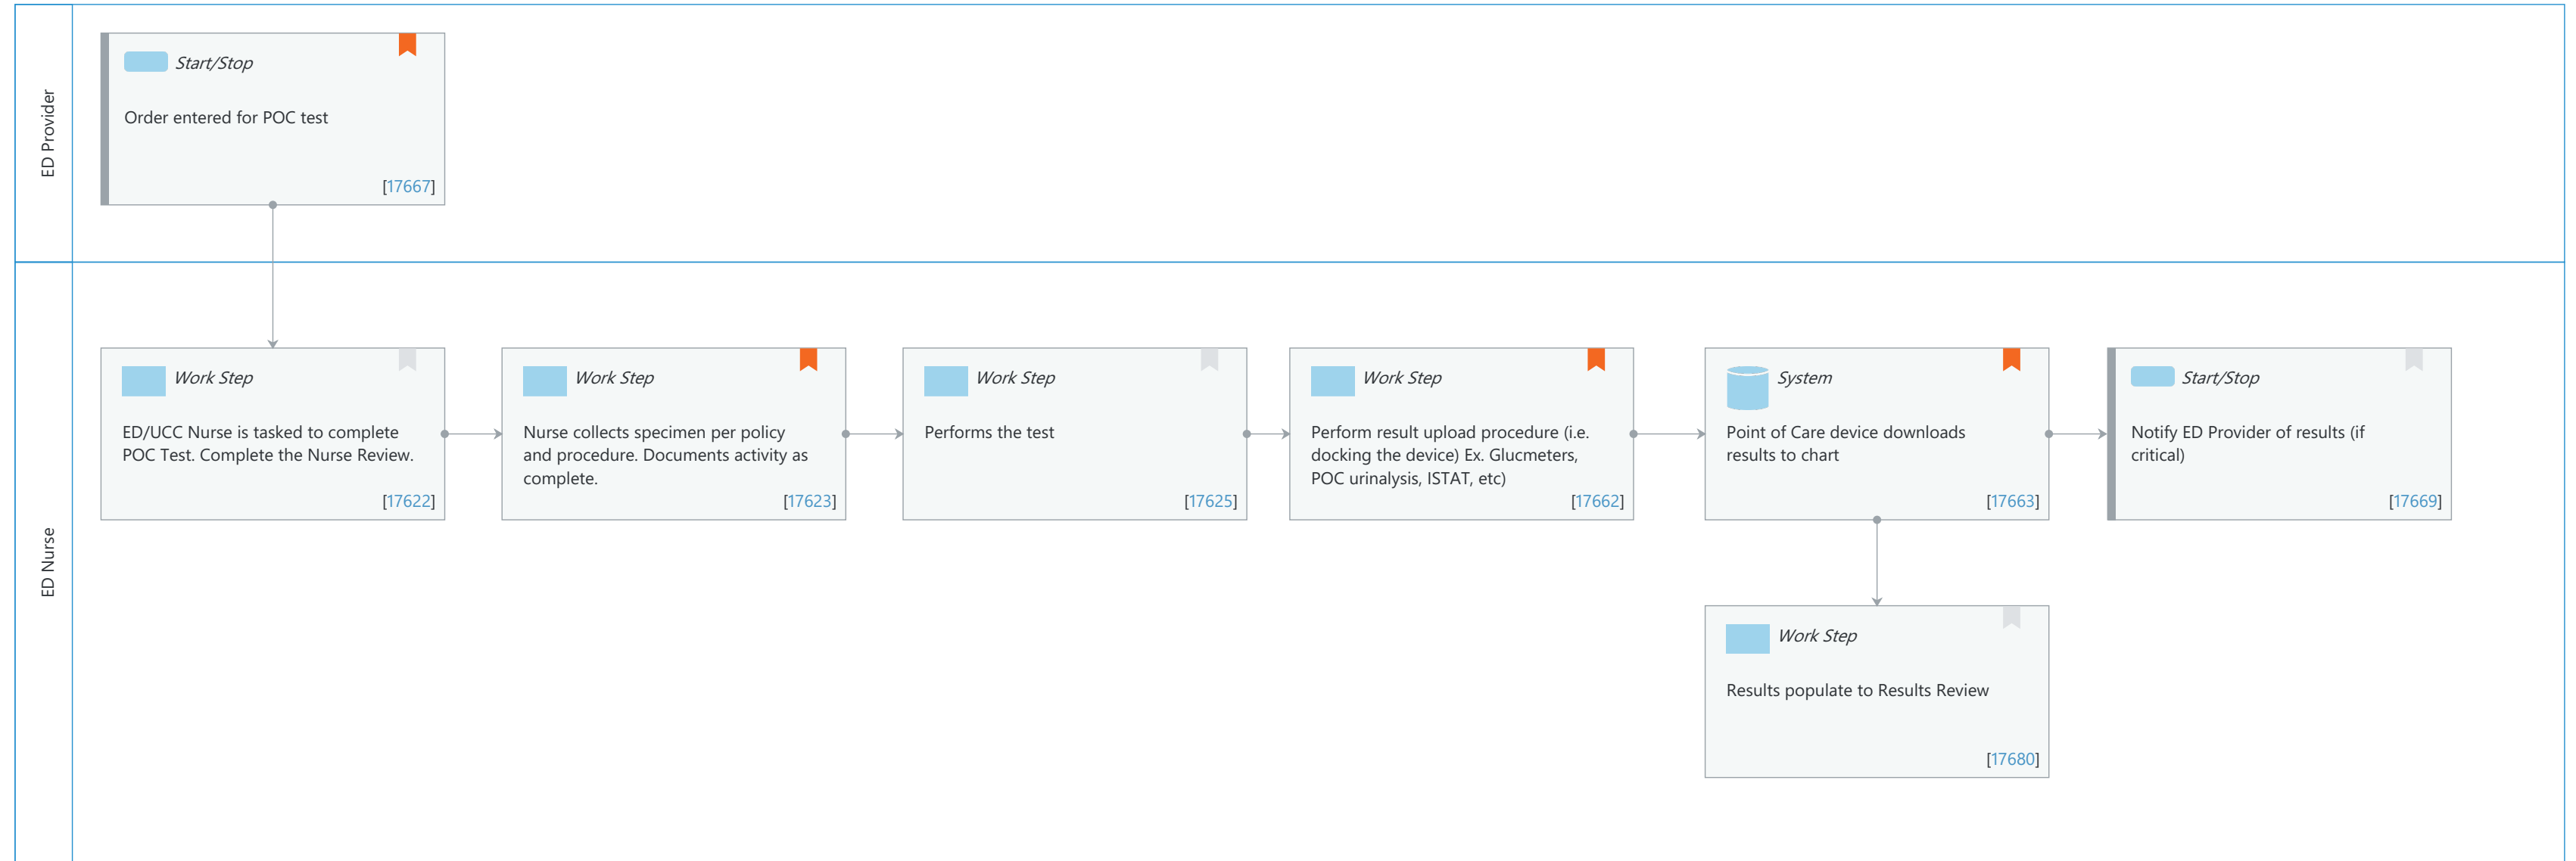 ED Provider
Start/Stop
Order entered for POC test
[17667]
ED Nurse
Work Step
ED/UCC Nurse is tasked to complete
POC Test. Complete the Nurse Review.
[17622]
Work Step
Nurse collects specimen per policy
and procedure. Documents activity as
complete.
[17623]
Work Step
Performs the test
[17625]
Work Step
Perform result upload procedure (i.e.
docking the device) Ex. Glucmeters,
POC urinalysis, ISTAT, etc)
[17662]
System
Point of Care device downloads
results to chart
[17663]
Start/Stop
Notify ED Provider of results (if
critical)
[17669]
Work Step
Results populate to Results Review
[17680]